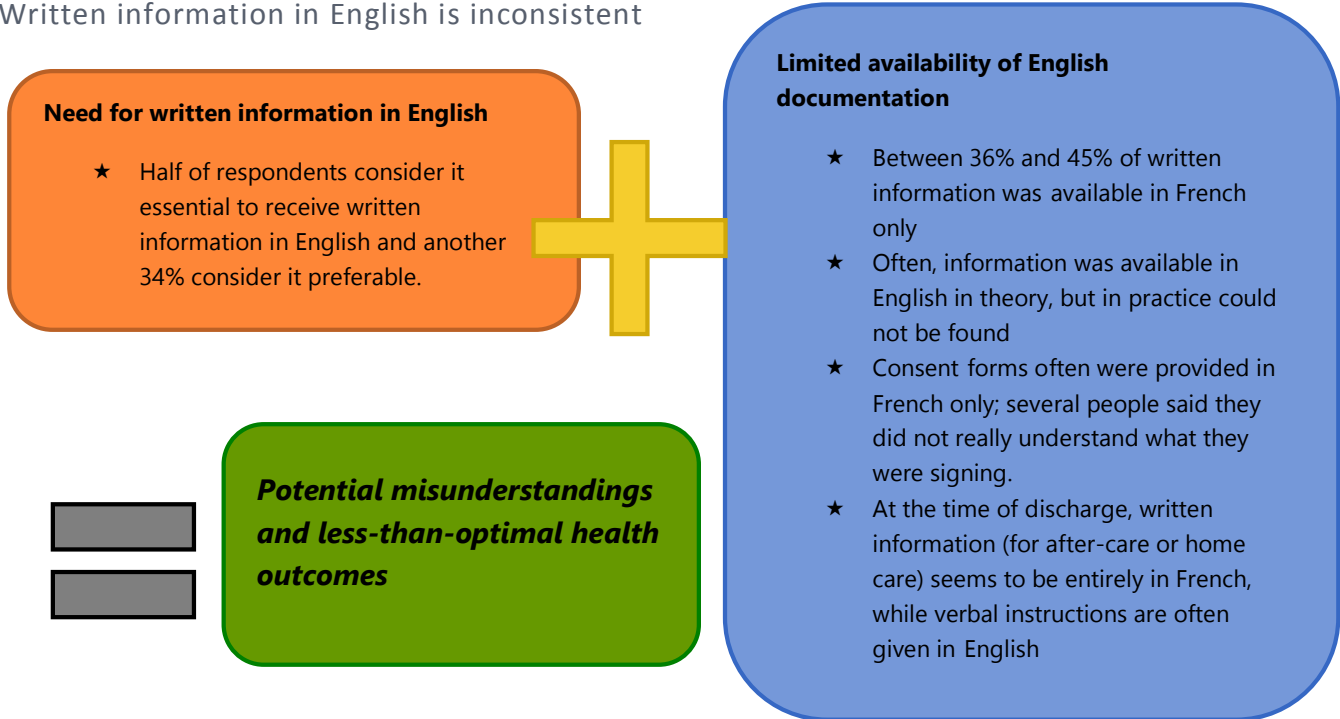 Written information in English is inconsistent
Need for written information in English
★ Half of respondents consider it
essential to receive written
information in English and another
34% consider it preferable.
Limited availability of English
documentation
★ Between 36% and 45% of written
information was available in French
only
★ Often, information was available in
English in theory, but in practice could
not be found
★ Consent forms often were provided in
French only; several people said they
did not really understand what they
were signing.
★ At the time of discharge, written
information (for after-care or home
care) seems to be entirely in French,
while verbal instructions are often
given in English
Potential misunderstandings
and less-than-optimal health
outcomes